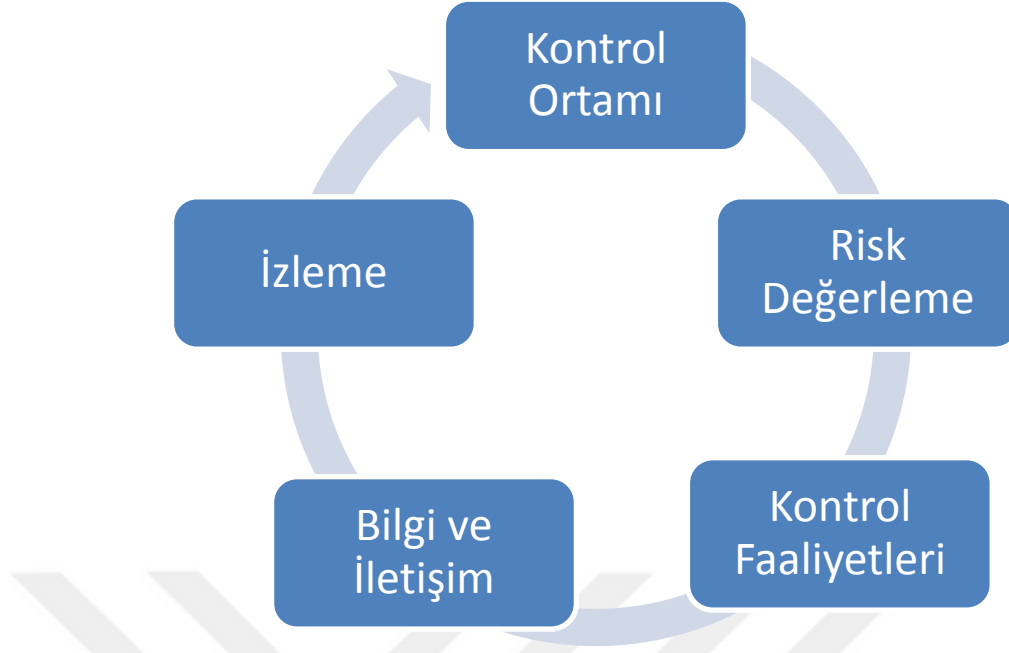 Kontrol
Ortamı
Risk
Değerleme
Kontrol
Faaliyetleri
Bilgi ve
İletişim
İzleme